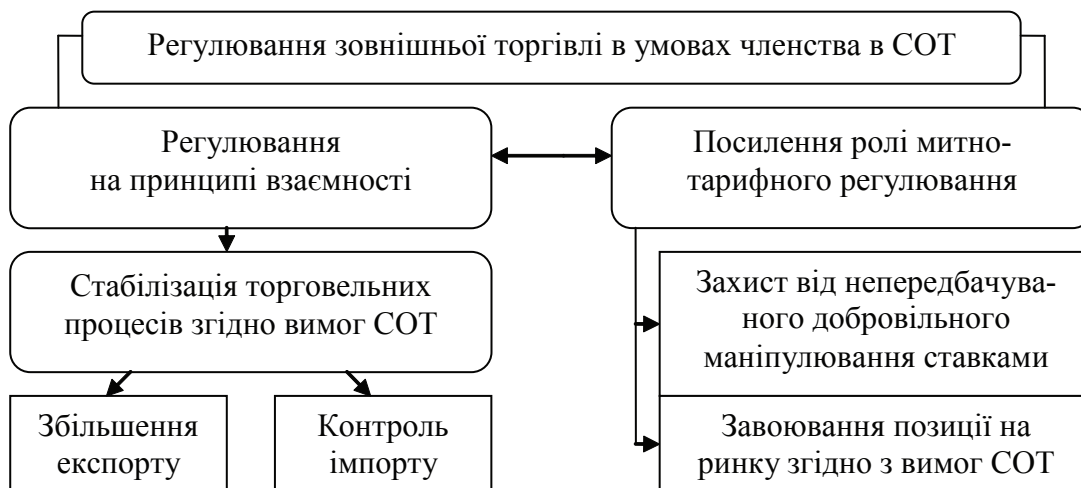 Регулювання зовнішньої торгівлі в умовах членства в СОТ
Регулювання
на принципі взаємності
Посилення ролі митно-
тарифного регулювання
Стабілізація торговельних
процесів згідно вимог СОТ
Захист від непередбачува-
ного добровільного
маніпулювання ставками
Збільшення
експорту
Контроль
імпорту
Завоювання позиції на
ринку згідно з вимог СОТ